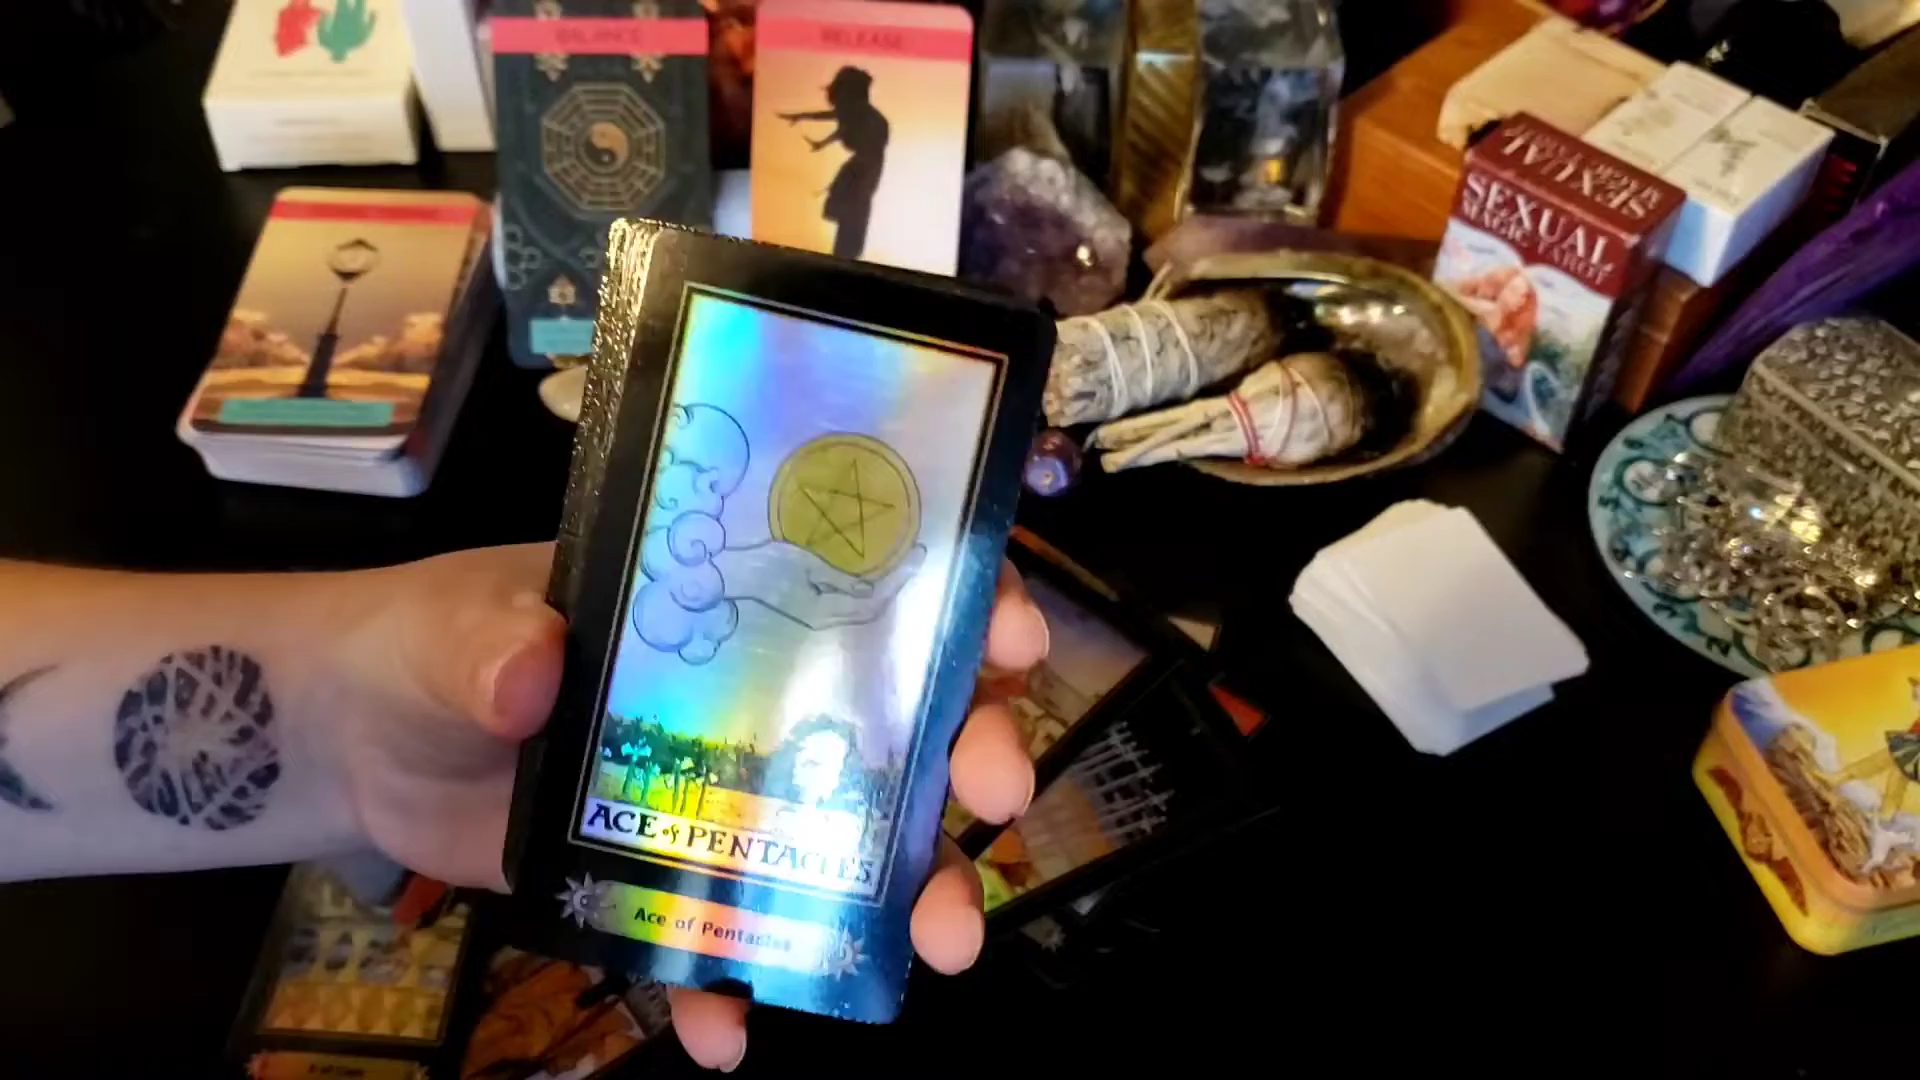 BALANCE
RELEASE
SEXUAL
SEXUAL
MAGIC TAROT
ACE of PENTACLES
Ace of Pentacles